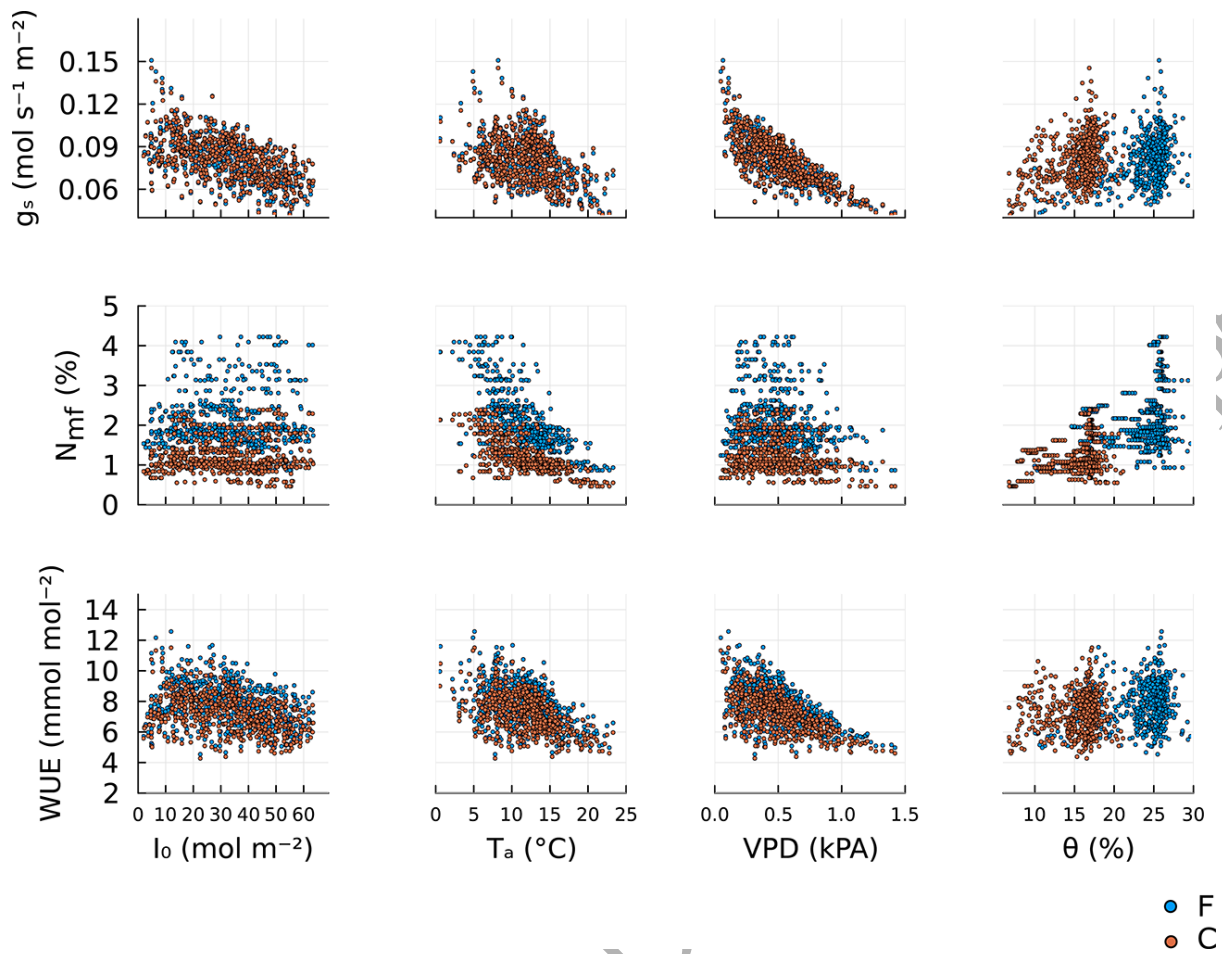 gₛ (mol s⁻¹ m⁻²)
0.15
0.12
0.09
0.06
N_mf (%)
5
4
3
2
1
0
WUE (mmol mol⁻²)
14
12
10
8
6
4
2
0 10 20 30 40 50 60
0 5 10 15 20 25
0.0 0.5 1.0 1.5
10 15 20 25 30
I₀ (mol m⁻²)
Tₐ (°C)
VPD (kPA)
θ (%)
F
C